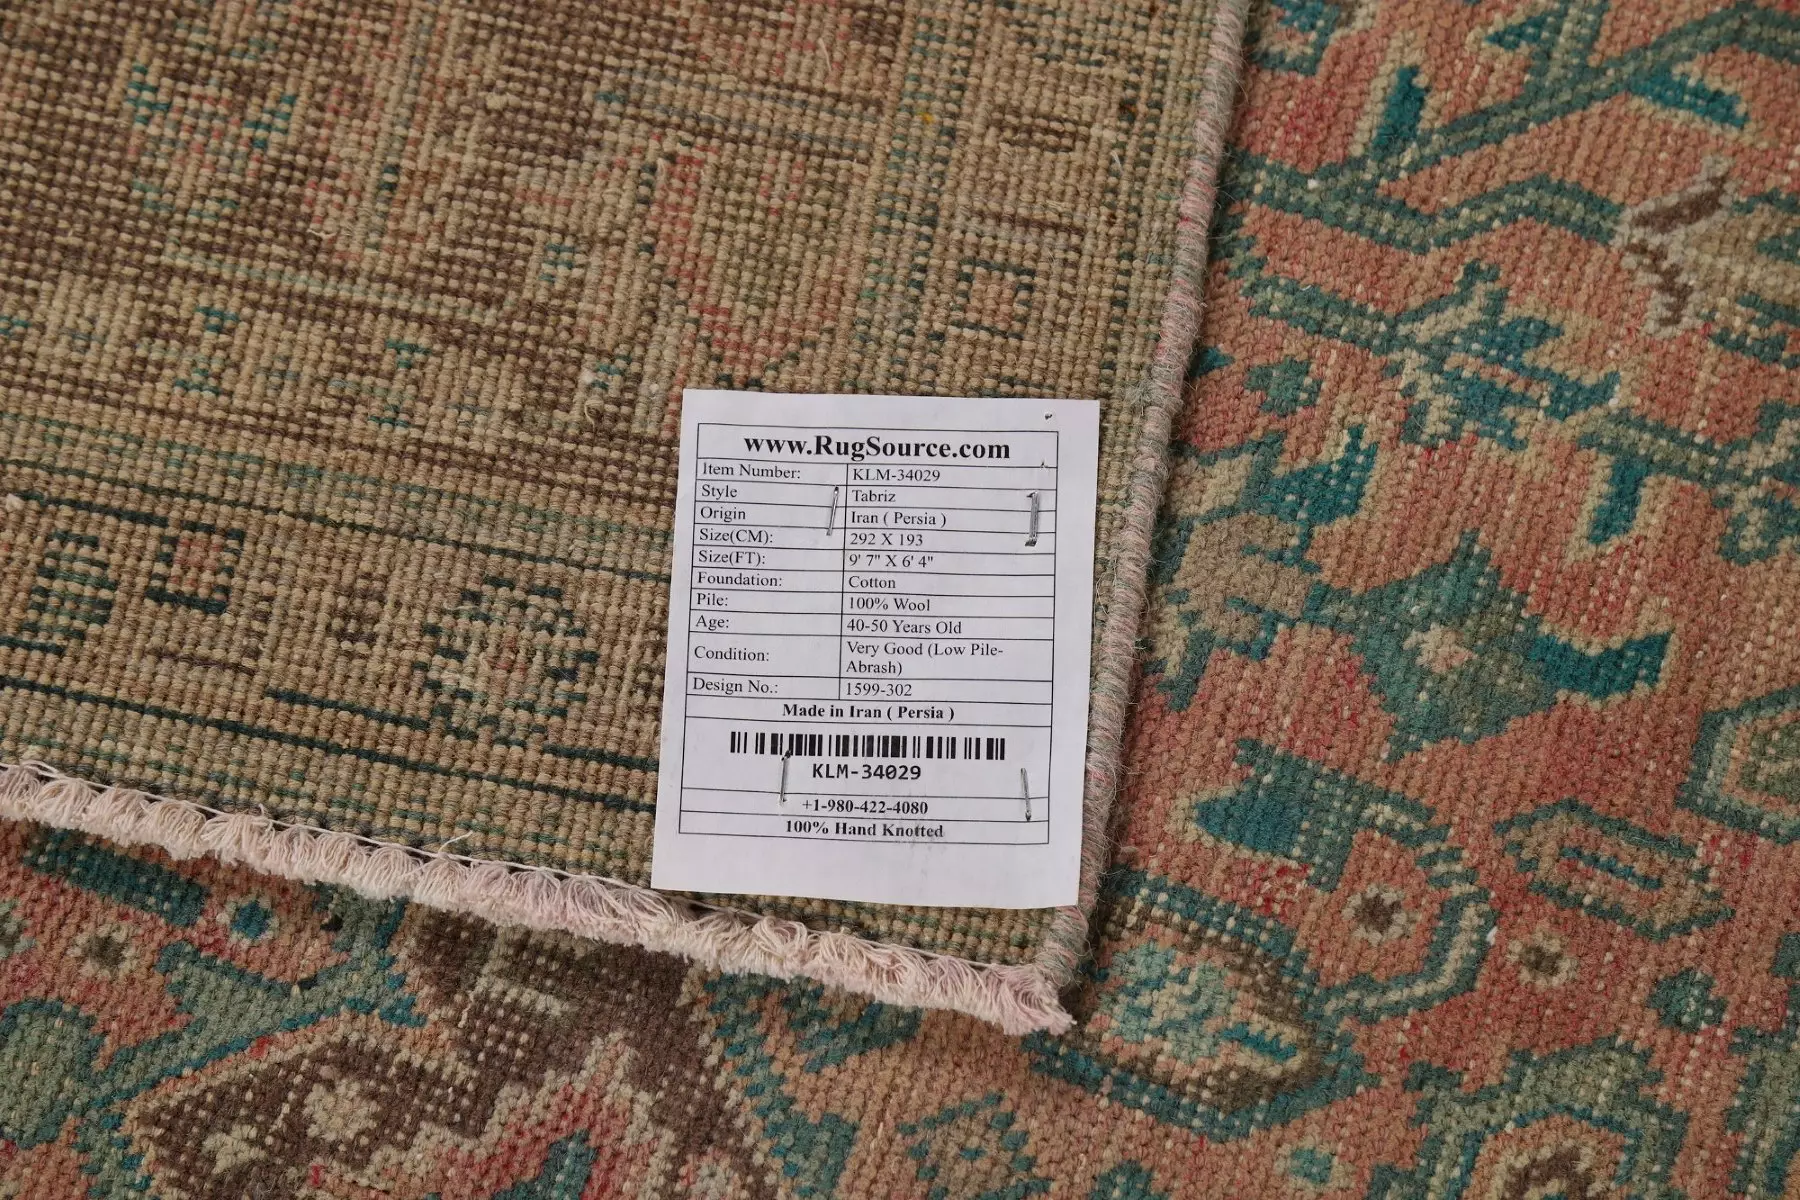 www.RugSource.com
Item Number: KLM-34029
Style Tabriz
Origin Iran ( Persia )
Size(CM): 292 X 193
Size(FT): 9' 7" X 6' 4"
Foundation: Cotton
Pile: 100% Wool
Age: 40-50 Years Old
Condition: Very Good (Low Pile-
Abrash)
Design No.: 1599-302
Made in Iran ( Persia )
KLM-34029
+1-980-422-4080
100% Hand Knotted